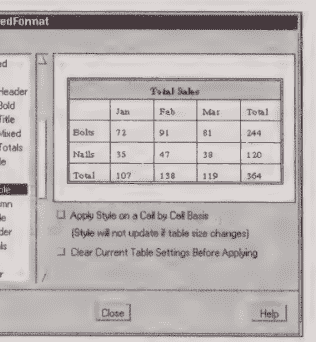 edFormat
ed
Header
Bold
Title
Mixed
Totals
le
ple
mn
le
der
ls
r
Total Sales
Jan Feb Mar Total
Bolts 73 91 81 244
Nails 35 47 38 120
Total 107 138 119 364
Apply Style on a Cell by Cell Basis
(Style will not update if table size changes)
Clear Current Table Settings Before Applying
Close
Help